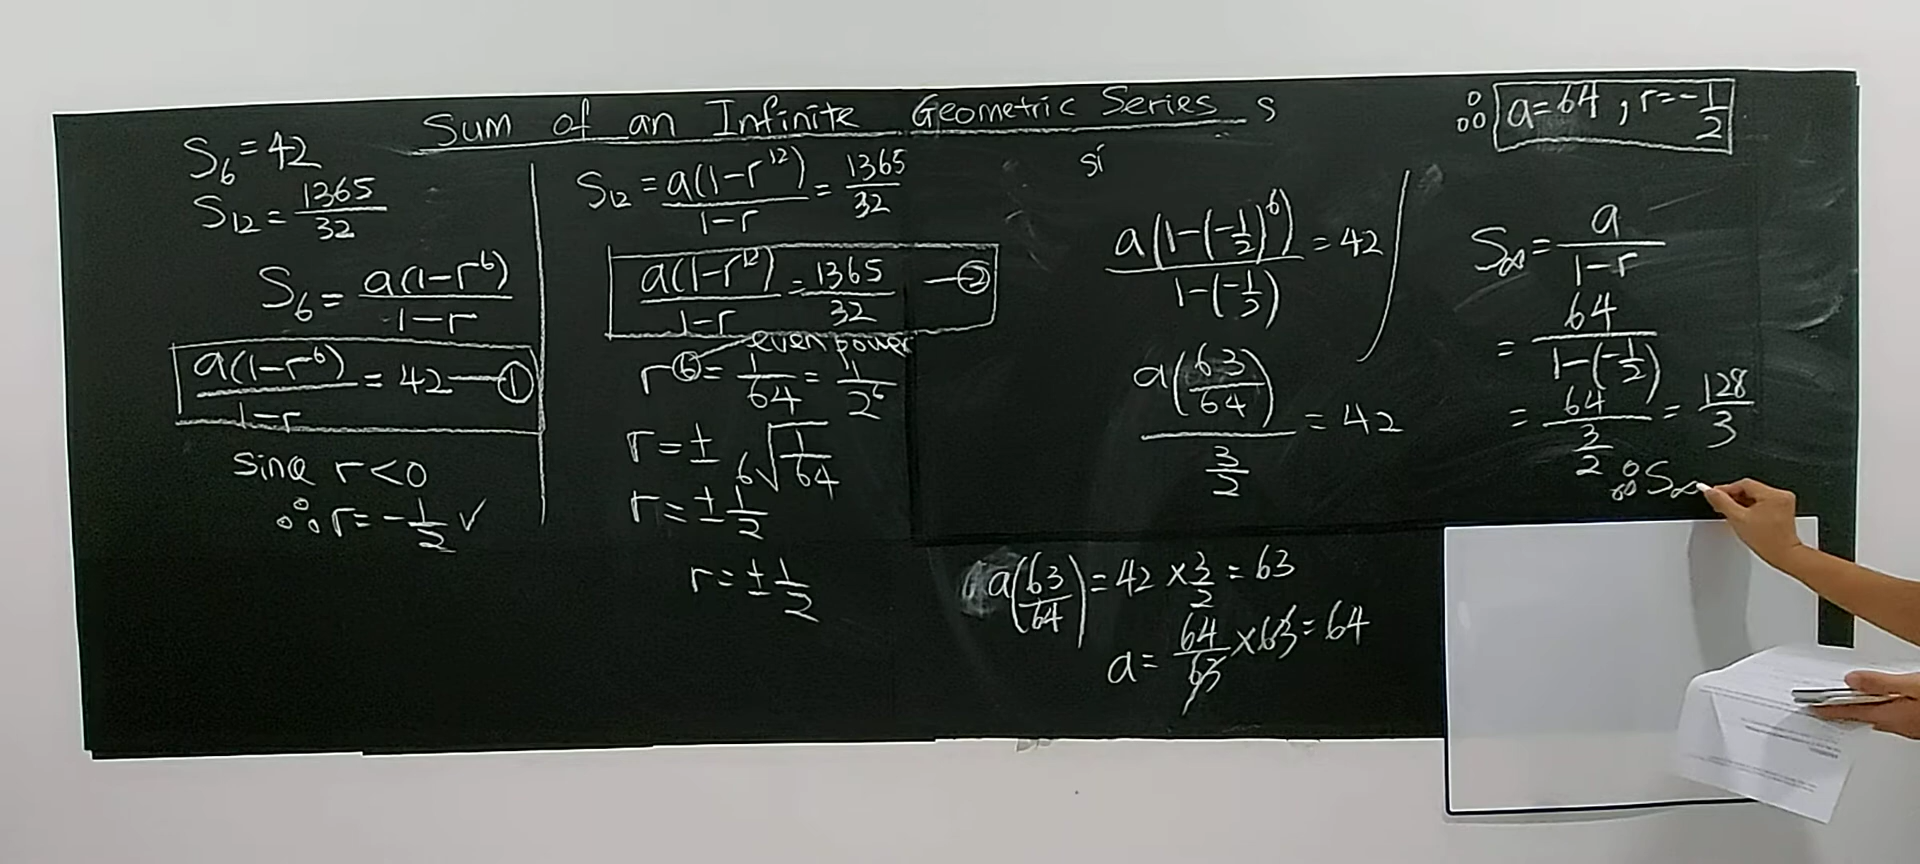 Sum of an Infinite Geometric Series s
S₆ = 42
S₁₂ = 1365/32
S₆ = a(1-r⁶)/1-r
a(1-r⁶)/1-r = 42 — ①
Since r < 0
∴ r = -1/2 ✓
S₁₂ = a(1-r¹²)/1-r = 1365/32
a(1-r¹²)/1-r = 1365/32 — ②
even power
r⁶ = 1/64 = 1/2⁶
r = ± 6√1/64
r = ± 1/2
r = ± 1/2
si
a(1-(-1/2)⁶)/1-(-1/2) = 42
a(63/64)/3/2 = 42
a(63/64) = 42 × 3/2 = 63
a = 64/63 × 63 = 64
∴ a = 64, r = -1/2
S∞ = a/1-r
= 64/1-(-1/2)
= 64/3/2 = 128/3
∴ S∞